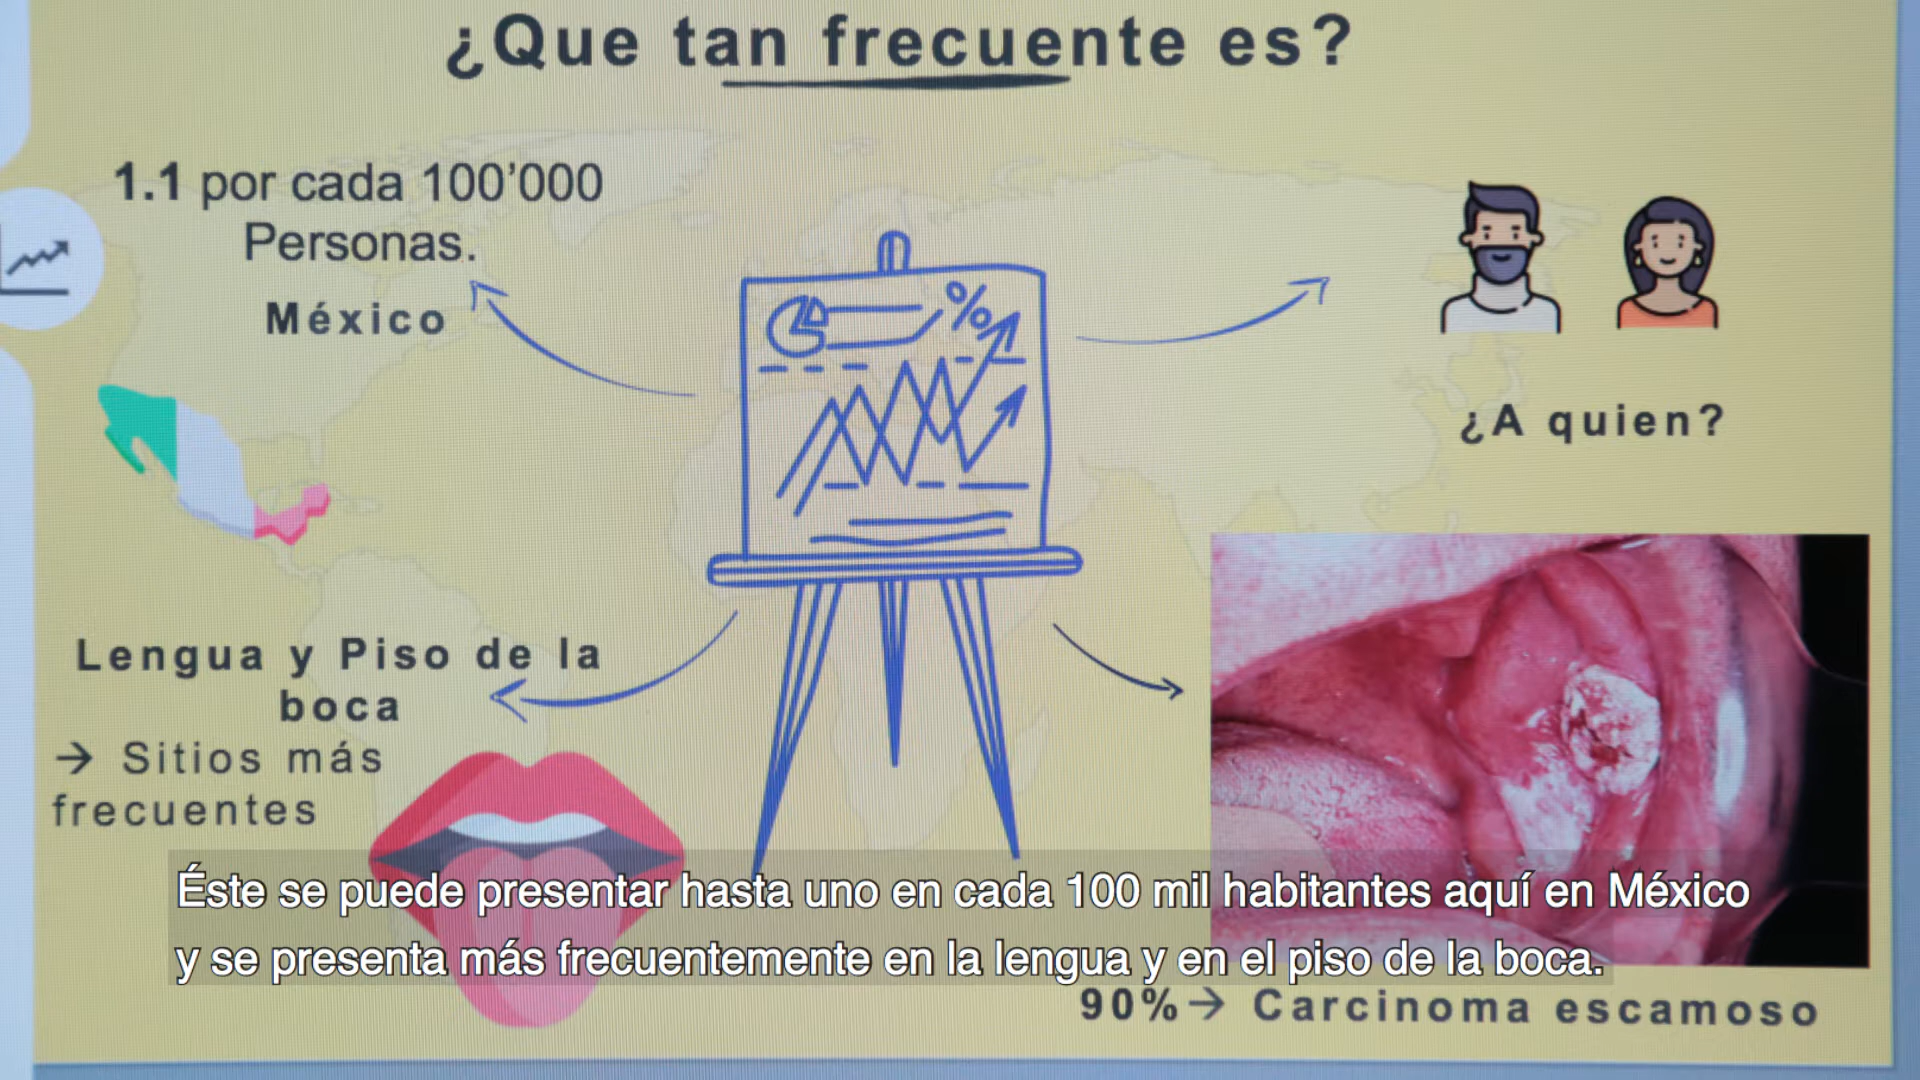 ¿Que tan frecuente es?
1.1 por cada 100'000
Personas.
México
%
¿A quien?
Lengua y Piso de la
boca
→ Sitios más
frecuentes
90%→ Carcinoma escamoso
Éste se puede presentar hasta uno en cada 100 mil habitantes aquí en México
y se presenta más frecuentemente en la lengua y en el piso de la boca.